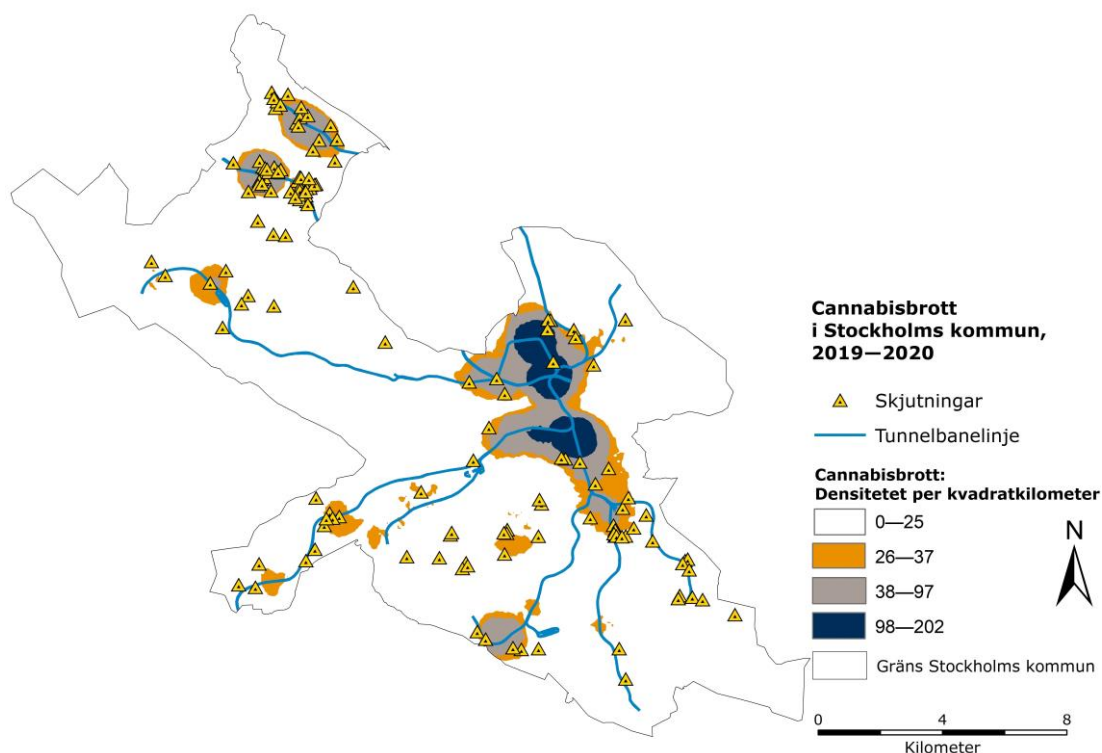 Cannabisbrott
i Stockholms kommun,
2019—2020
Skjutningar
Tunnelbanelinje
Cannabisbrott:
Densitetet per kvadratkilometer
0—25
26—37
38—97
98—202
Gräns Stockholms kommun
N
0 4 8
Kilometer